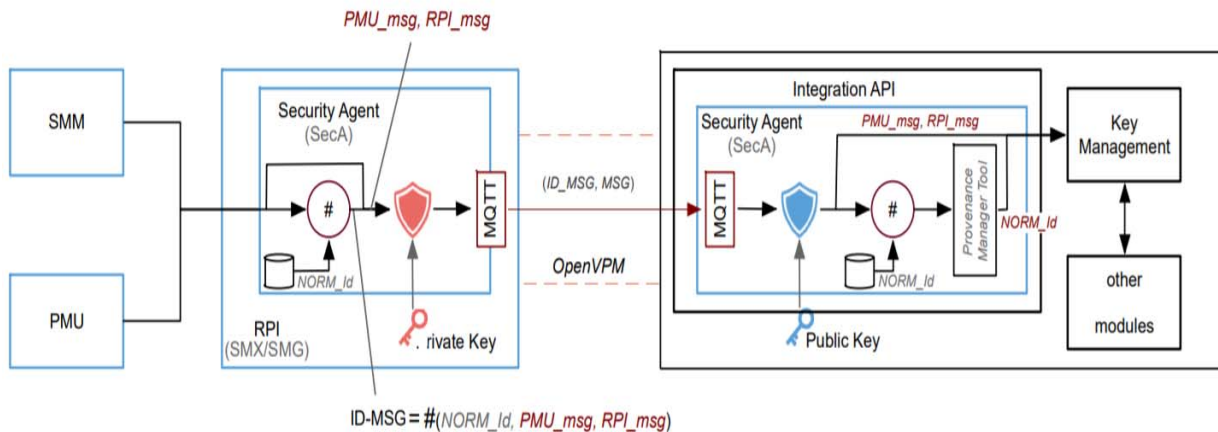 PMU_msg, RPI_msg
SMM
PMU
Security Agent
(SecA)
#
NORM_Id
MQTT
RPI
(SMX/SMG)
. rivate Key
ID-MSG = #(NORM_Id, PMU_msg, RPI_msg)
(ID_MSG, MSG)
OpenVPM
Integration API
Security Agent
(SecA)
PMU_msg, RPI_msg
MQTT
#
NORM_Id
Provenance
Manager Tool
NORM_Id
Public Key
Key
Management
other
modules